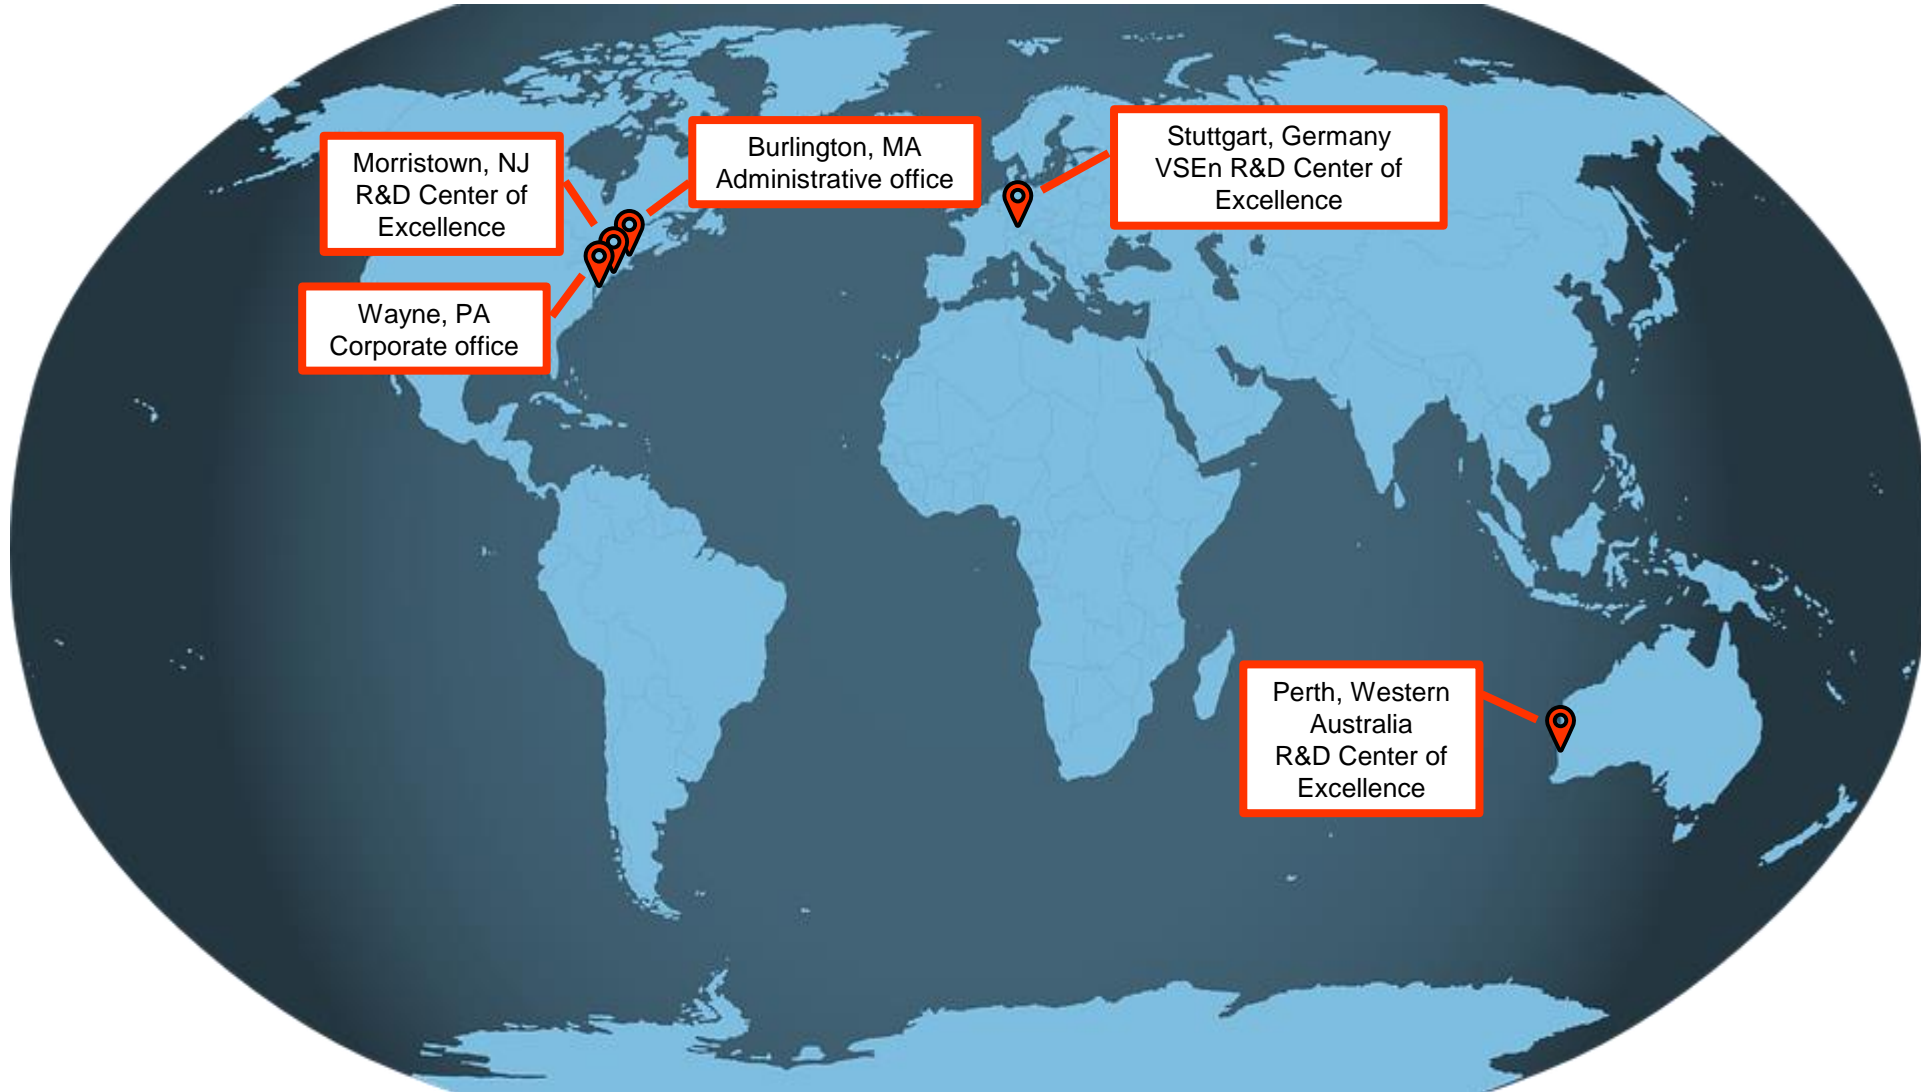 Burlington, MA
Administrative office
Stuttgart, Germany
VSEn R&D Center of
Excellence
Morristown, NJ
R&D Center of
Excellence
Wayne, PA
Corporate office
Perth, Western
Australia
R&D Center of
Excellence